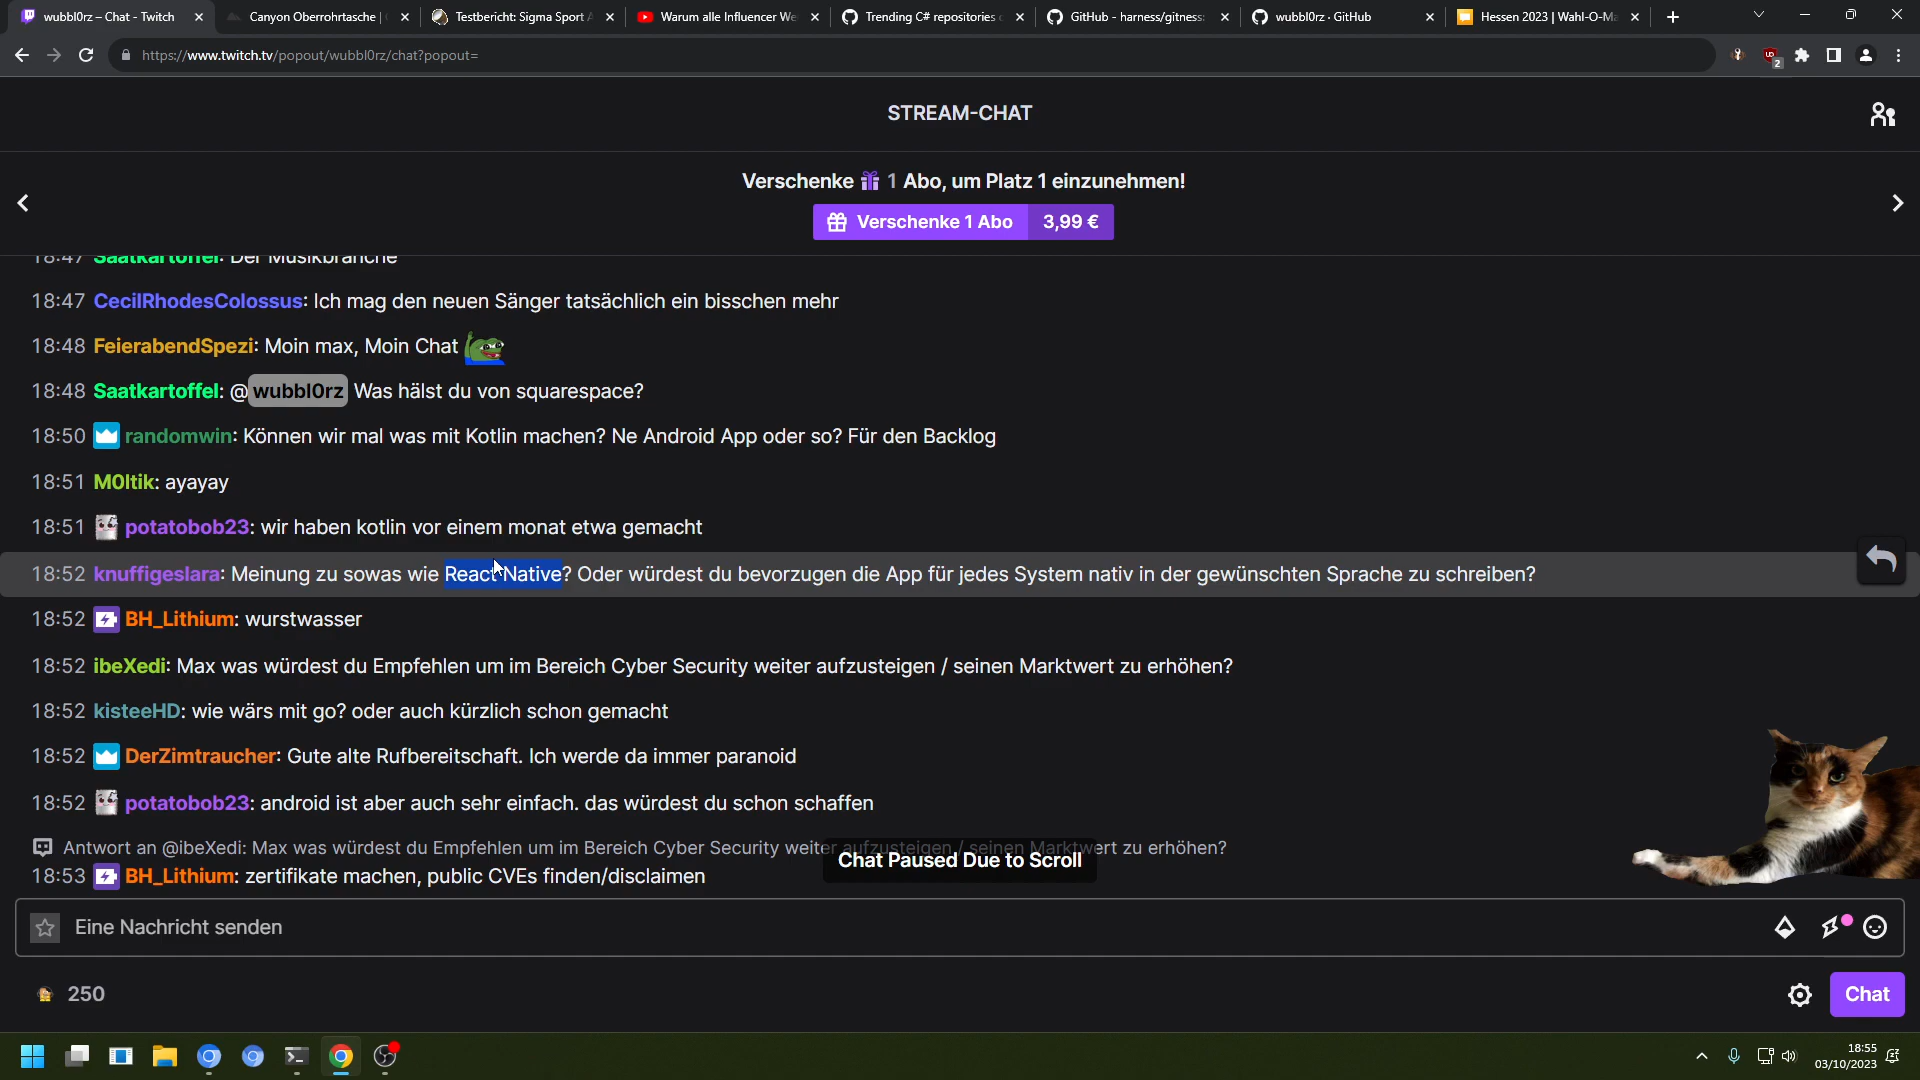 wubbl0rz – Chat - Twitch
Canyon Oberrohrtasche |
Testbericht: Sigma Sport
Warum alle Influencer We
Trending C# repositories
GitHub - harness/gitness:
wubbl0rz · GitHub
Hessen 2023 | Wahl-O-Ma
https://www.twitch.tv/popout/wubbl0rz/chat?popout=
2
STREAM-CHAT
Verschenke 1 Abo, um Platz 1 einzunehmen!
Verschenke 1 Abo 3,99 €
18:47 Saatkartoffel: Der Musikbranche
18:47 CecilRhodesColossus: Ich mag den neuen Sänger tatsächlich ein bisschen mehr
18:48 FeierabendSpezi: Moin max, Moin Chat
18:48 Saatkartoffel: @wubbl0rz Was hälst du von squarespace?
18:50 randomwin: Können wir mal was mit Kotlin machen? Ne Android App oder so? Für den Backlog
18:51 M0ltik: ayayay
18:51 potatobob23: wir haben kotlin vor einem monat etwa gemacht
18:52 knuffigeslara: Meinung zu sowas wie React Native? Oder würdest du bevorzugen die App für jedes System nativ in der gewünschten Sprache zu schreiben?
18:52 BH_Lithium: wurstwasser
18:52 ibeXedi: Max was würdest du Empfehlen um im Bereich Cyber Security weiter aufzusteigen / seinen Marktwert zu erhöhen?
18:52 kisteeHD: wie wärs mit go? oder auch kürzlich schon gemacht
18:52 DerZimtraucher: Gute alte Rufbereitschaft. Ich werde da immer paranoid
18:52 potatobob23: android ist aber auch sehr einfach. das würdest du schon schaffen
Antwort an @ibeXedi: Max was würdest du Empfehlen um im Bereich Cyber Security weiter aufzusteigen / seinen Marktwert zu erhöhen?
Chat Paused Due to Scroll
18:53 BH_Lithium: zertifikate machen, public CVEs finden/disclaimen
Eine Nachricht senden
250
Chat
18:55
03/10/2023